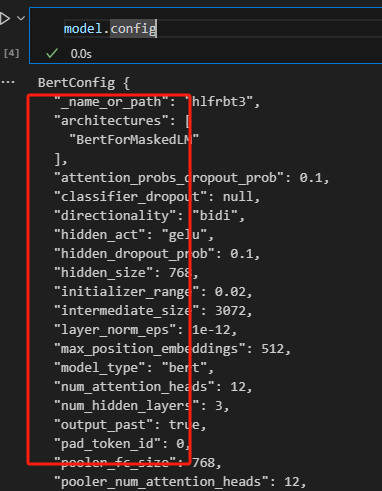 model.config
[4]
0.0s
...
BertConfig {
"_name_or_path": "hlfrbt3",
"architectures": [
"BertForMaskedLM"
],
"attention_probs_dropout_prob": 0.1,
"classifier_dropout": null,
"directionality": "bidi",
"hidden_act": "gelu",
"hidden_dropout_prob": 0.1,
"hidden_size": 768,
"initializer_range": 0.02,
"intermediate_size": 3072,
"layer_norm_eps": 1e-12,
"max_position_embeddings": 512,
"model_type": "bert",
"num_attention_heads": 12,
"num_hidden_layers": 3,
"output_past": true,
"pad_token_id": 0,
"pooler_fc_size": 768,
"pooler_num_attention_heads": 12,